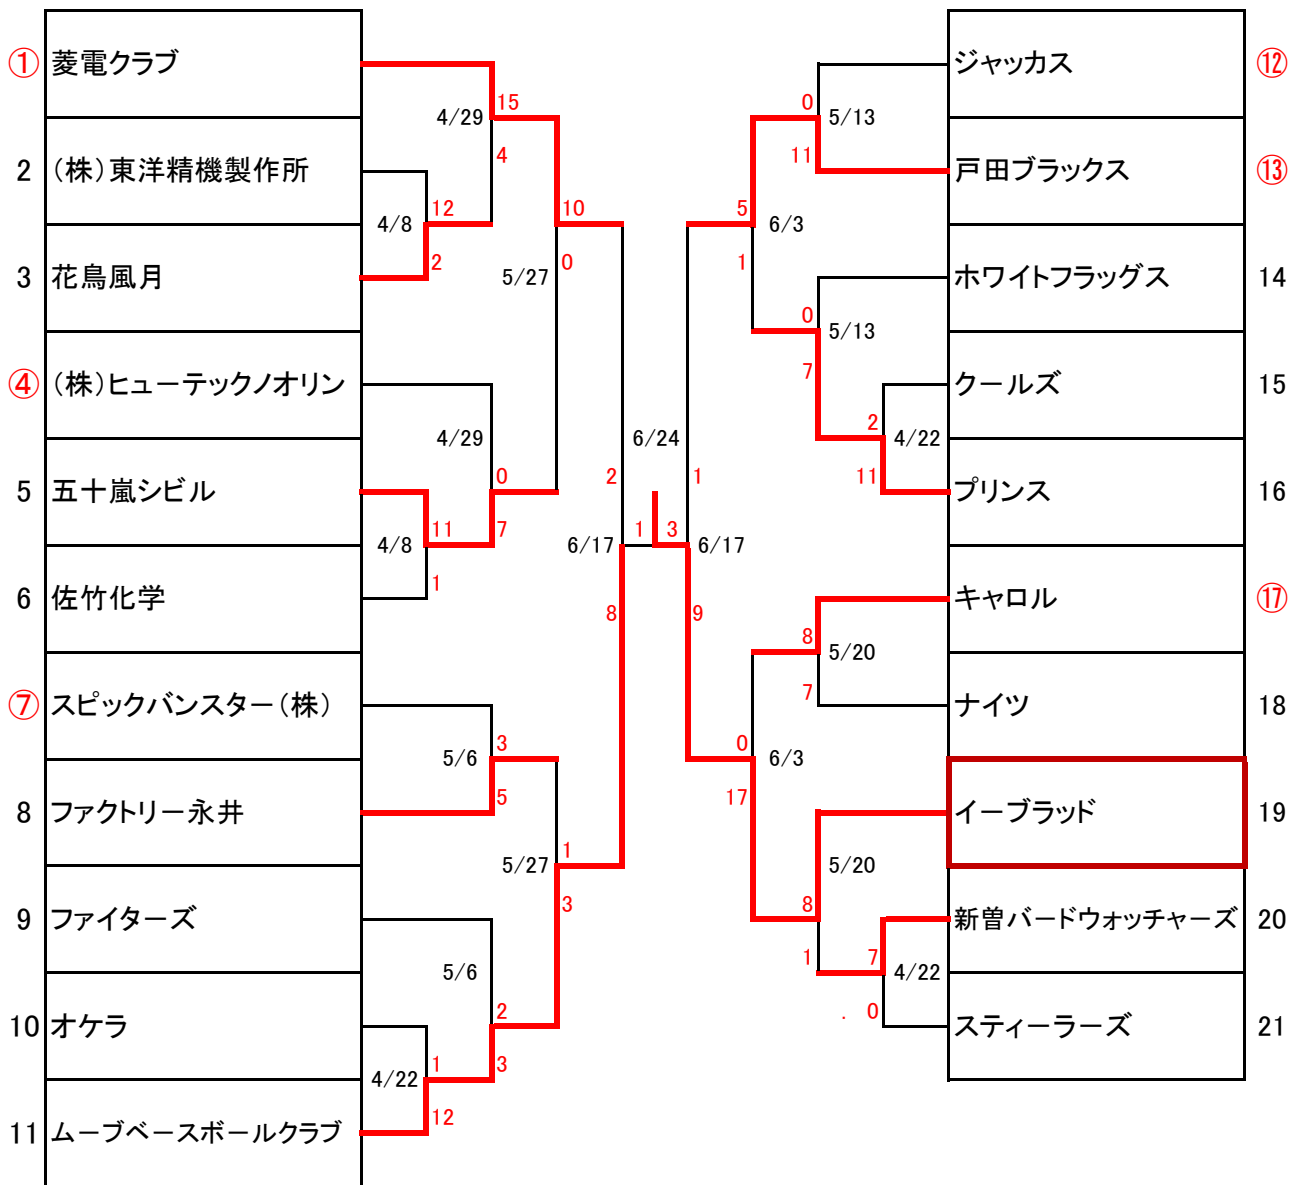 ① 菱電クラブ
2 (株)東洋精機製作所
3 花鳥風月
④ (株)ヒューテックノオリン
5 五十嵐シビル
6 佐竹化学
⑦ スピックバンスター(株)
8 ファクトリー永井
9 ファイターズ
10 オケラ
11 ムーブベースボールクラブ
4/29
15
4
4/8
12
2
10
0
5/27
4/29
0
7
4/8
11
1
2
6/17
8
5/6
3
5
5/27
1
3
5/6
2
3
4/22
1
12
6/24
1 3
0
5/13
11
5
6/3
1
0
5/13
7
2
4/22
11
1
6/17
9
8
5/20
7
0
6/3
17
5/20
8
1
7
4/22
. 0
ジャッカス ⑫
戸田ブラックス ⑬
ホワイトフラッグス 14
クールズ 15
プリンス 16
キャロル ⑰
ナイツ 18
イーブラッド 19
新曽バードウォッチャーズ 20
スティーラーズ 21